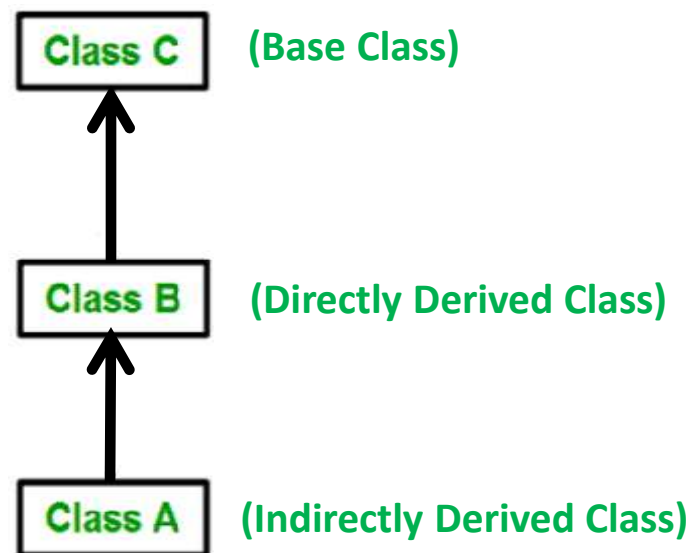 Class C (Base Class)
Class B (Directly Derived Class)
Class A (Indirectly Derived Class)